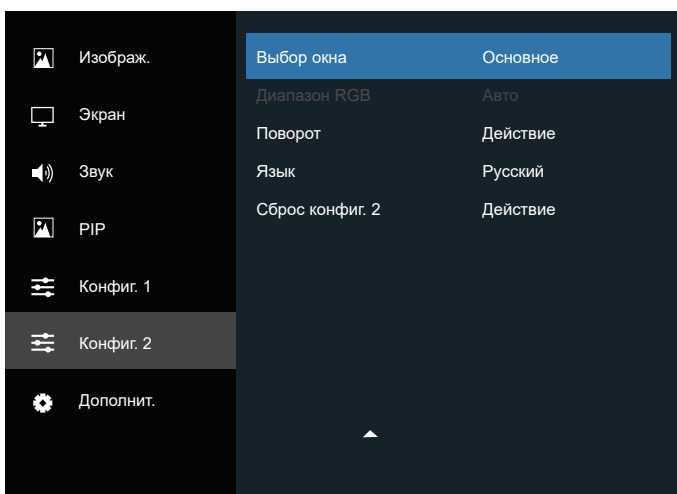 Изображ.
Экран
Звук
PIP
Конфиг. 1
Конфиг. 2
Дополнит.
Выбор окна Основное
Диапазон RGB Авто
Поворот Действие
Язык Русский
Сброс конфиг. 2 Действие